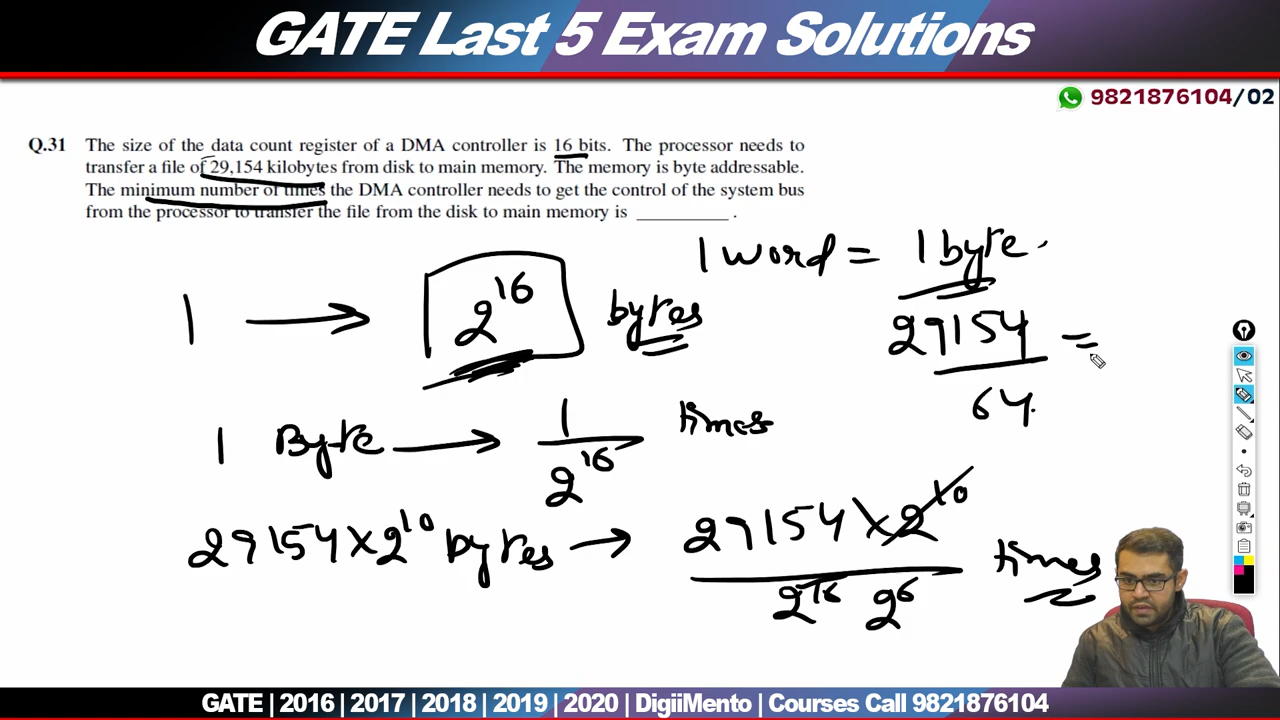 GATE Last 5 Exam Solutions
9821876104/02
Q.31 The size of the data count register of a DMA controller is 16 bits. The processor needs to
transfer a file of 29,154 kilobytes from disk to main memory. The memory is byte addressable.
The minimum number of times the DMA controller needs to get the control of the system bus
from the processor to transfer the file from the disk to main memory is __________ .
1 word = 1 byte.
1 → 2^16 bytes
29154 =
64
1 Byte → 1/2^16 times
29154×2^10 bytes → 29154×2^10 times
2^16 2^6
GATE | 2016 | 2017 | 2018 | 2019 | 2020 | DigiiMento | Courses Call 9821876104